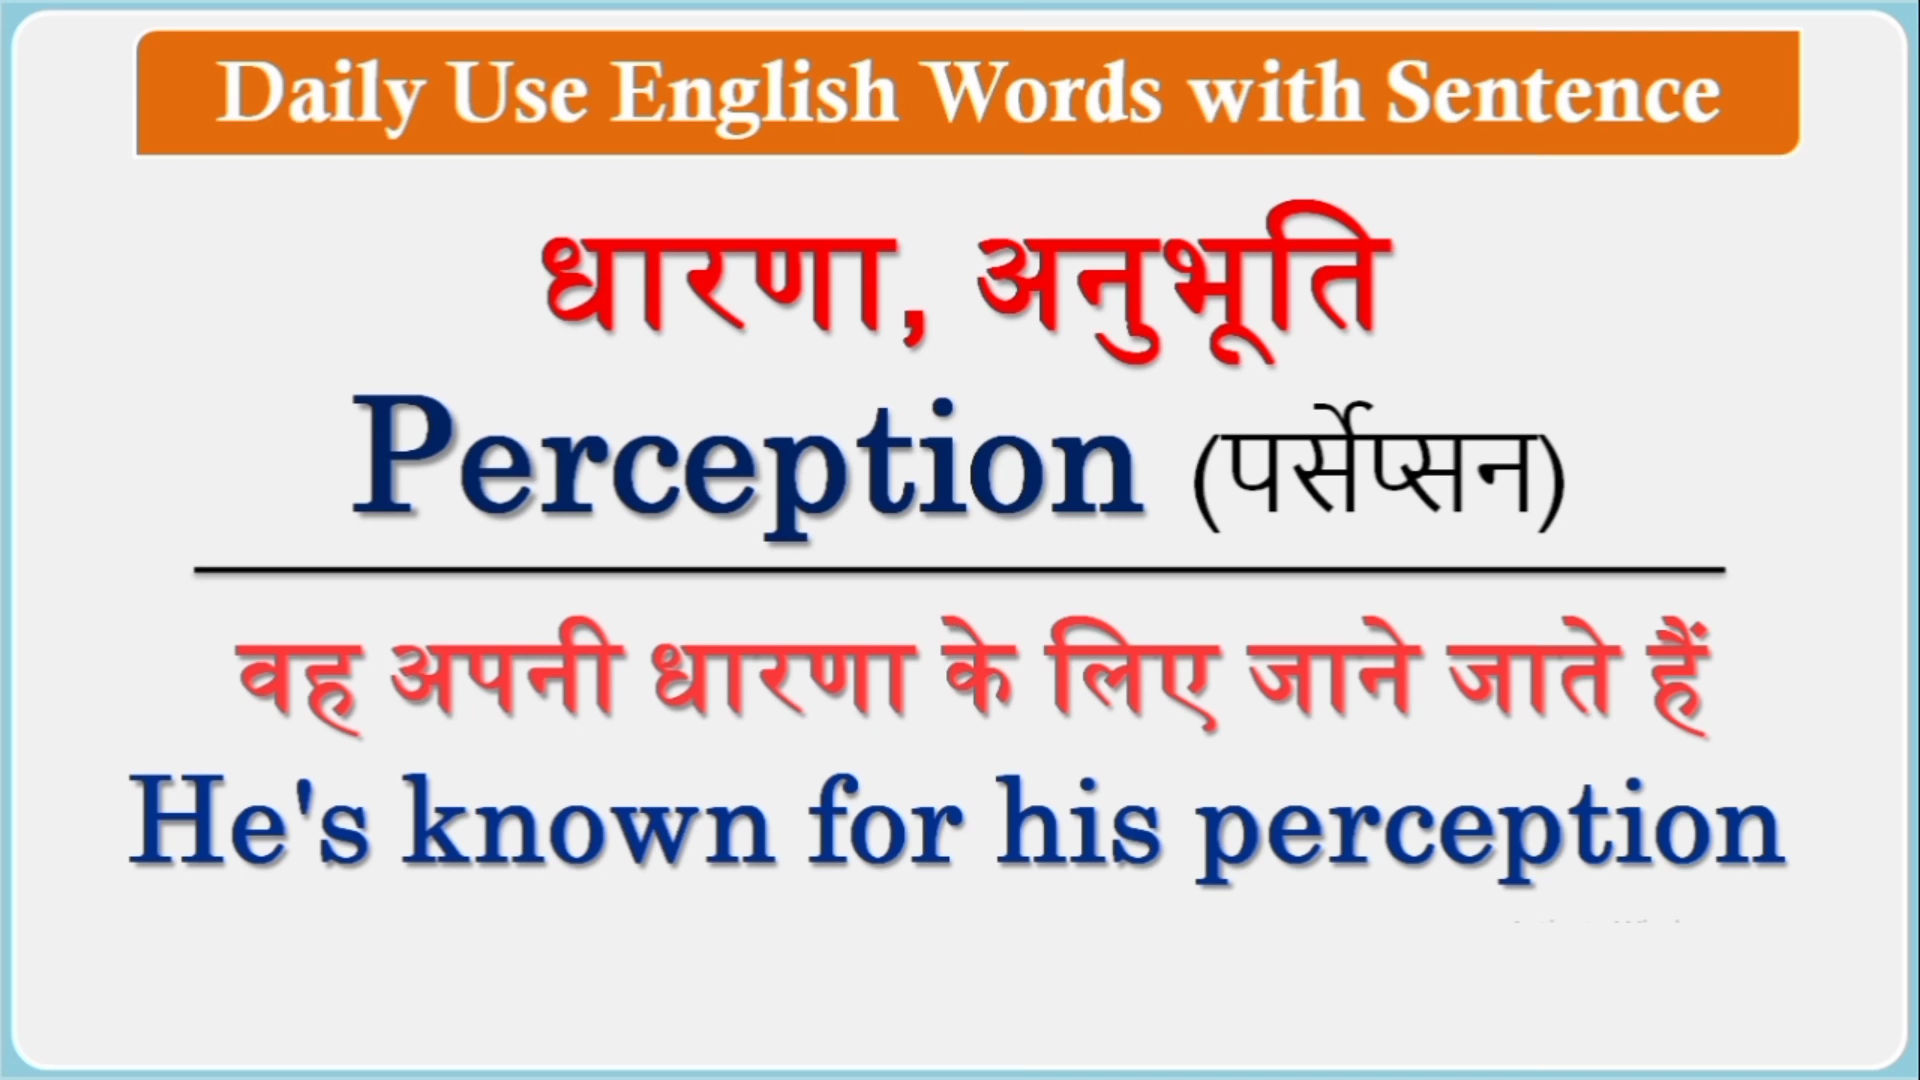 Daily Use English Words with Sentence
धारणा, अनुभूति
Perception (पर्सेप्सन)
वह अपनी धारणा के लिए जाने जाते हैं
He's known for his perception